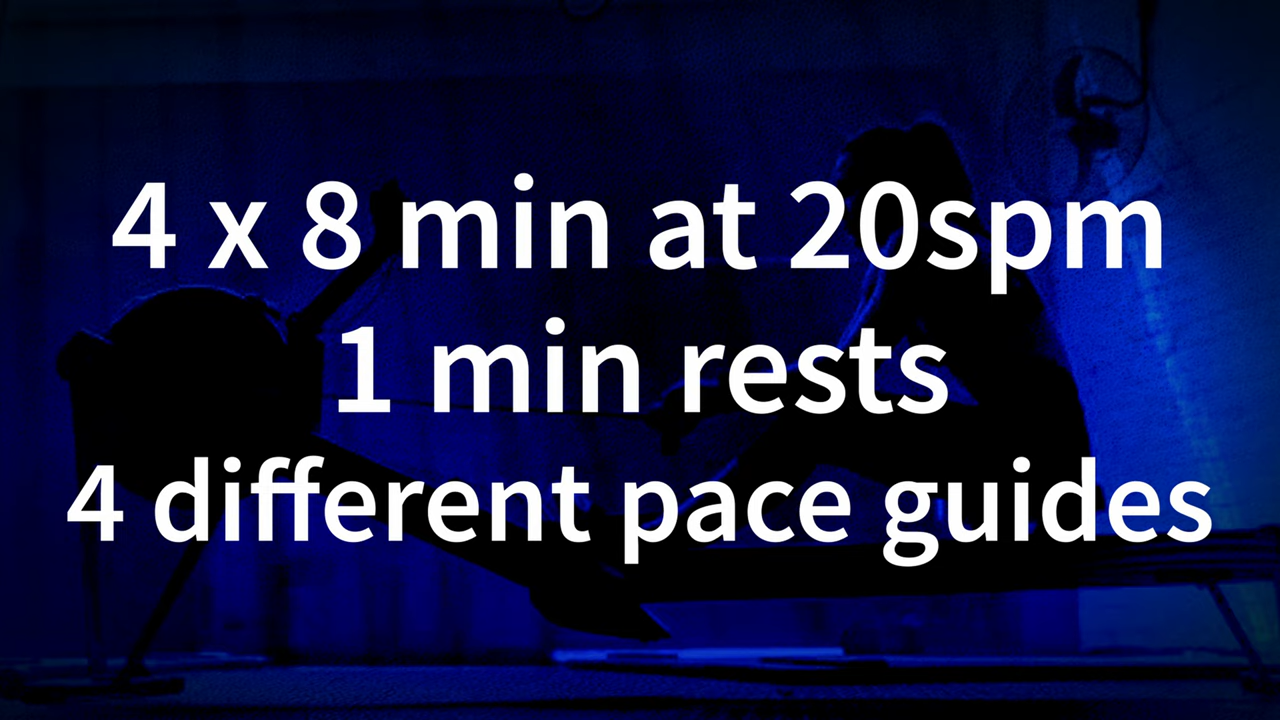 4 x 8 min at 20spm
1 min rests
4 different pace guides